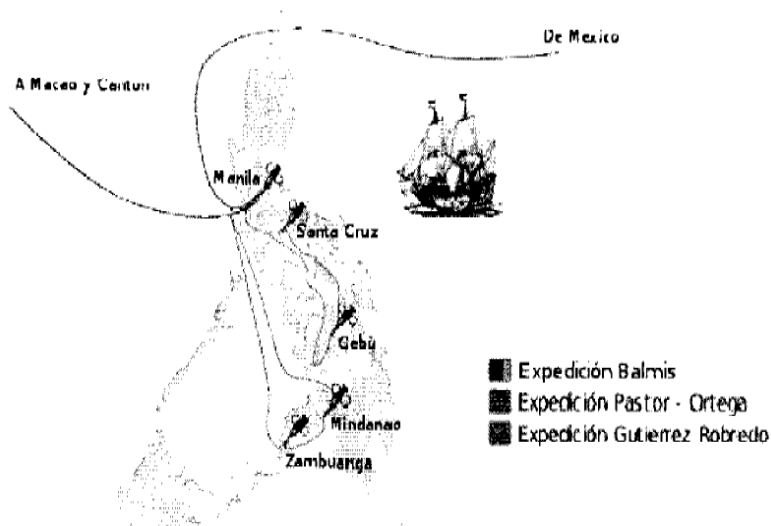 De Mexico
A Macao y Canton
Manila
Santa Cruz
Cebú
Mindanao
Zambuanga
Expedición Balmis
Expedición Pastor - Ortega
Expedición Gutierrez Robredo